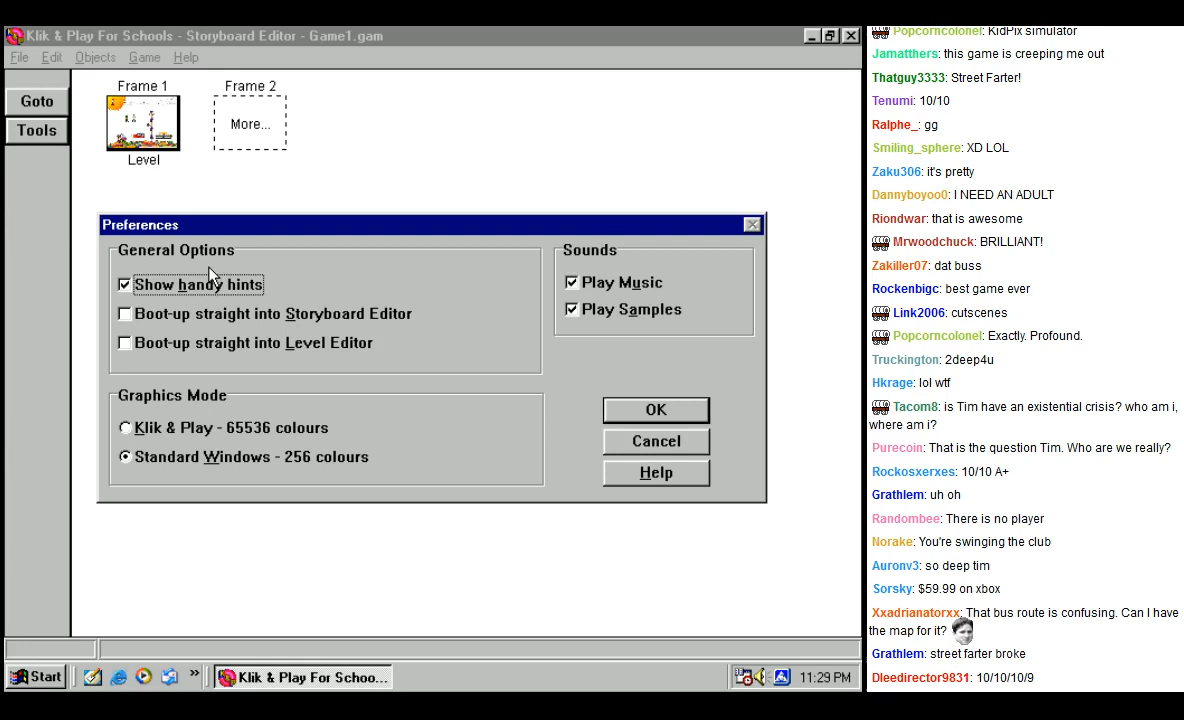 Klik & Play For Schools - Storyboard Editor - Game1.gam
File Edit Objects Game Help
Goto
Tools
Frame 1
Level
Frame 2
More...
Preferences
General Options
Show handy hints
Boot-up straight into Storyboard Editor
Boot-up straight into Level Editor
Sounds
Play Music
Play Samples
Graphics Mode
Klik & Play - 65536 colours
Standard Windows - 256 colours
OK
Cancel
Help
Start
»
Klik & Play For Schoo...
11:29 PM
Popcorncolonel: KidPix simulator
Jamatthers: this game is creeping me out
Thatguy3333: Street Farter!
Tenumi: 10/10
Ralphe_: gg
Smiling_sphere: XD LOL
Zaku306: it's pretty
Dannyboyoo0: I NEED AN ADULT
Riondwar: that is awesome
Mrwoodchuck: BRILLIANT!
Zakiller07: dat buss
Rockenbigc: best game ever
Link2006: cutscenes
Popcorncolonel: Exactly. Profound.
Truckington: 2deep4u
Hkrage: lol wtf
Tacom8: is Tim have an existential crisis? who am i,
where am i?
Purecoin: That is the question Tim. Who are we really?
Rockosxerxes: 10/10 A+
Grathlem: uh oh
Randombee: There is no player
Norake: You're swinging the club
Auronv3: so deep tim
Sorsky: $59.99 on xbox
Xxadrianatorxx: That bus route is confusing. Can I have
the map for it?
Grathlem: street farter broke
Dleedirector9831: 10/10/10/9